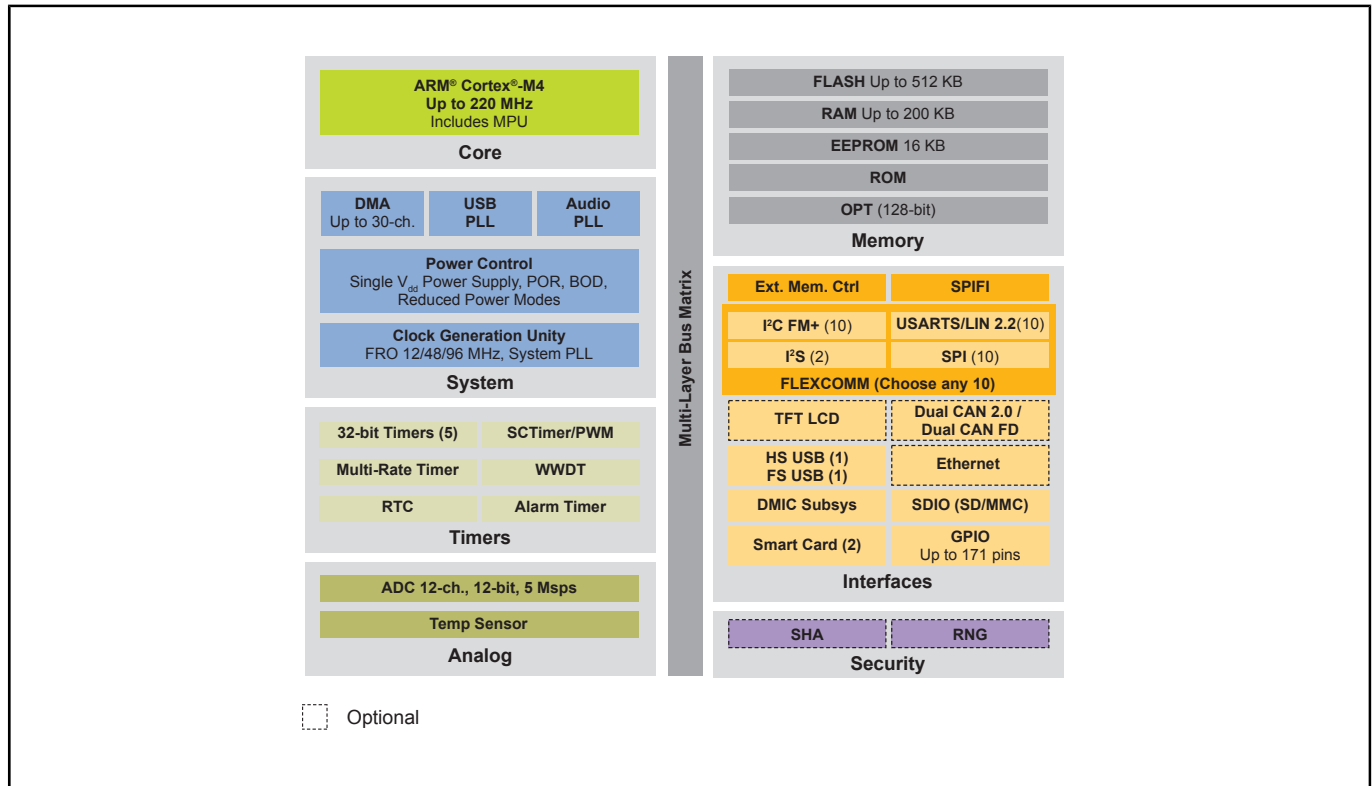 ARM® Cortex®-M4
Up to 220 MHz
Includes MPU
Core
DMA
Up to 30-ch.
USB
PLL
Audio
PLL
Power Control
Single Vdd Power Supply, POR, BOD,
Reduced Power Modes
Clock Generation Unity
FRO 12/48/96 MHz, System PLL
System
32-bit Timers (5)
SCTimer/PWM
Multi-Rate Timer
WWDT
RTC
Alarm Timer
Timers
ADC 12-ch., 12-bit, 5 Msps
Temp Sensor
Analog
Multi-Layer Bus Matrix
FLASH Up to 512 KB
RAM Up to 200 KB
EEPROM 16 KB
ROM
OPT (128-bit)
Memory
Ext. Mem. Ctrl
SPIFI
I²C FM+ (10)
USARTS/LIN 2.2(10)
I²S (2)
SPI (10)
FLEXCOMM (Choose any 10)
TFT LCD
Dual CAN 2.0 /
Dual CAN FD
HS USB (1)
FS USB (1)
Ethernet
DMIC Subsys
SDIO (SD/MMC)
Smart Card (2)
GPIO
Up to 171 pins
Interfaces
SHA
RNG
Security
Optional